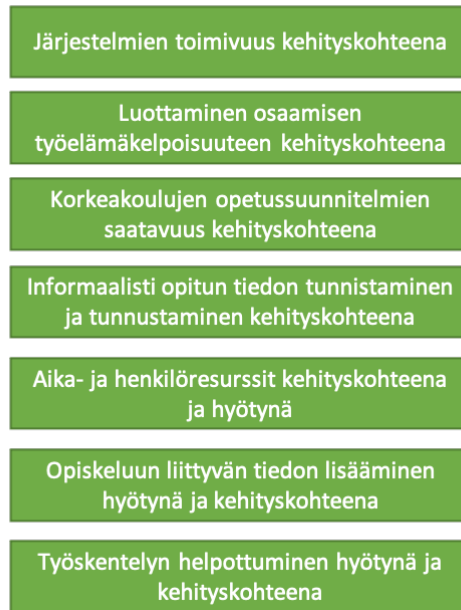 Järjestelmien toimivuus kehityskohteena
Luottaminen osaamisen
työelämäkelpoisuuteen kehityskohteena
Korkeakoulujen opetussuunnitelmien
saatavuus kehityskohteena
Informaalisti opitun tiedon tunnistaminen
ja tunnustaminen kehityskohteena
Aika- ja henkilöresurssit kehityskohteena
ja hyötynä
Opiskeluun liittyvän tiedon lisääminen
hyötynä ja kehityskohteena
Työskentelyn helpottuminen hyötynä ja
kehityskohteena